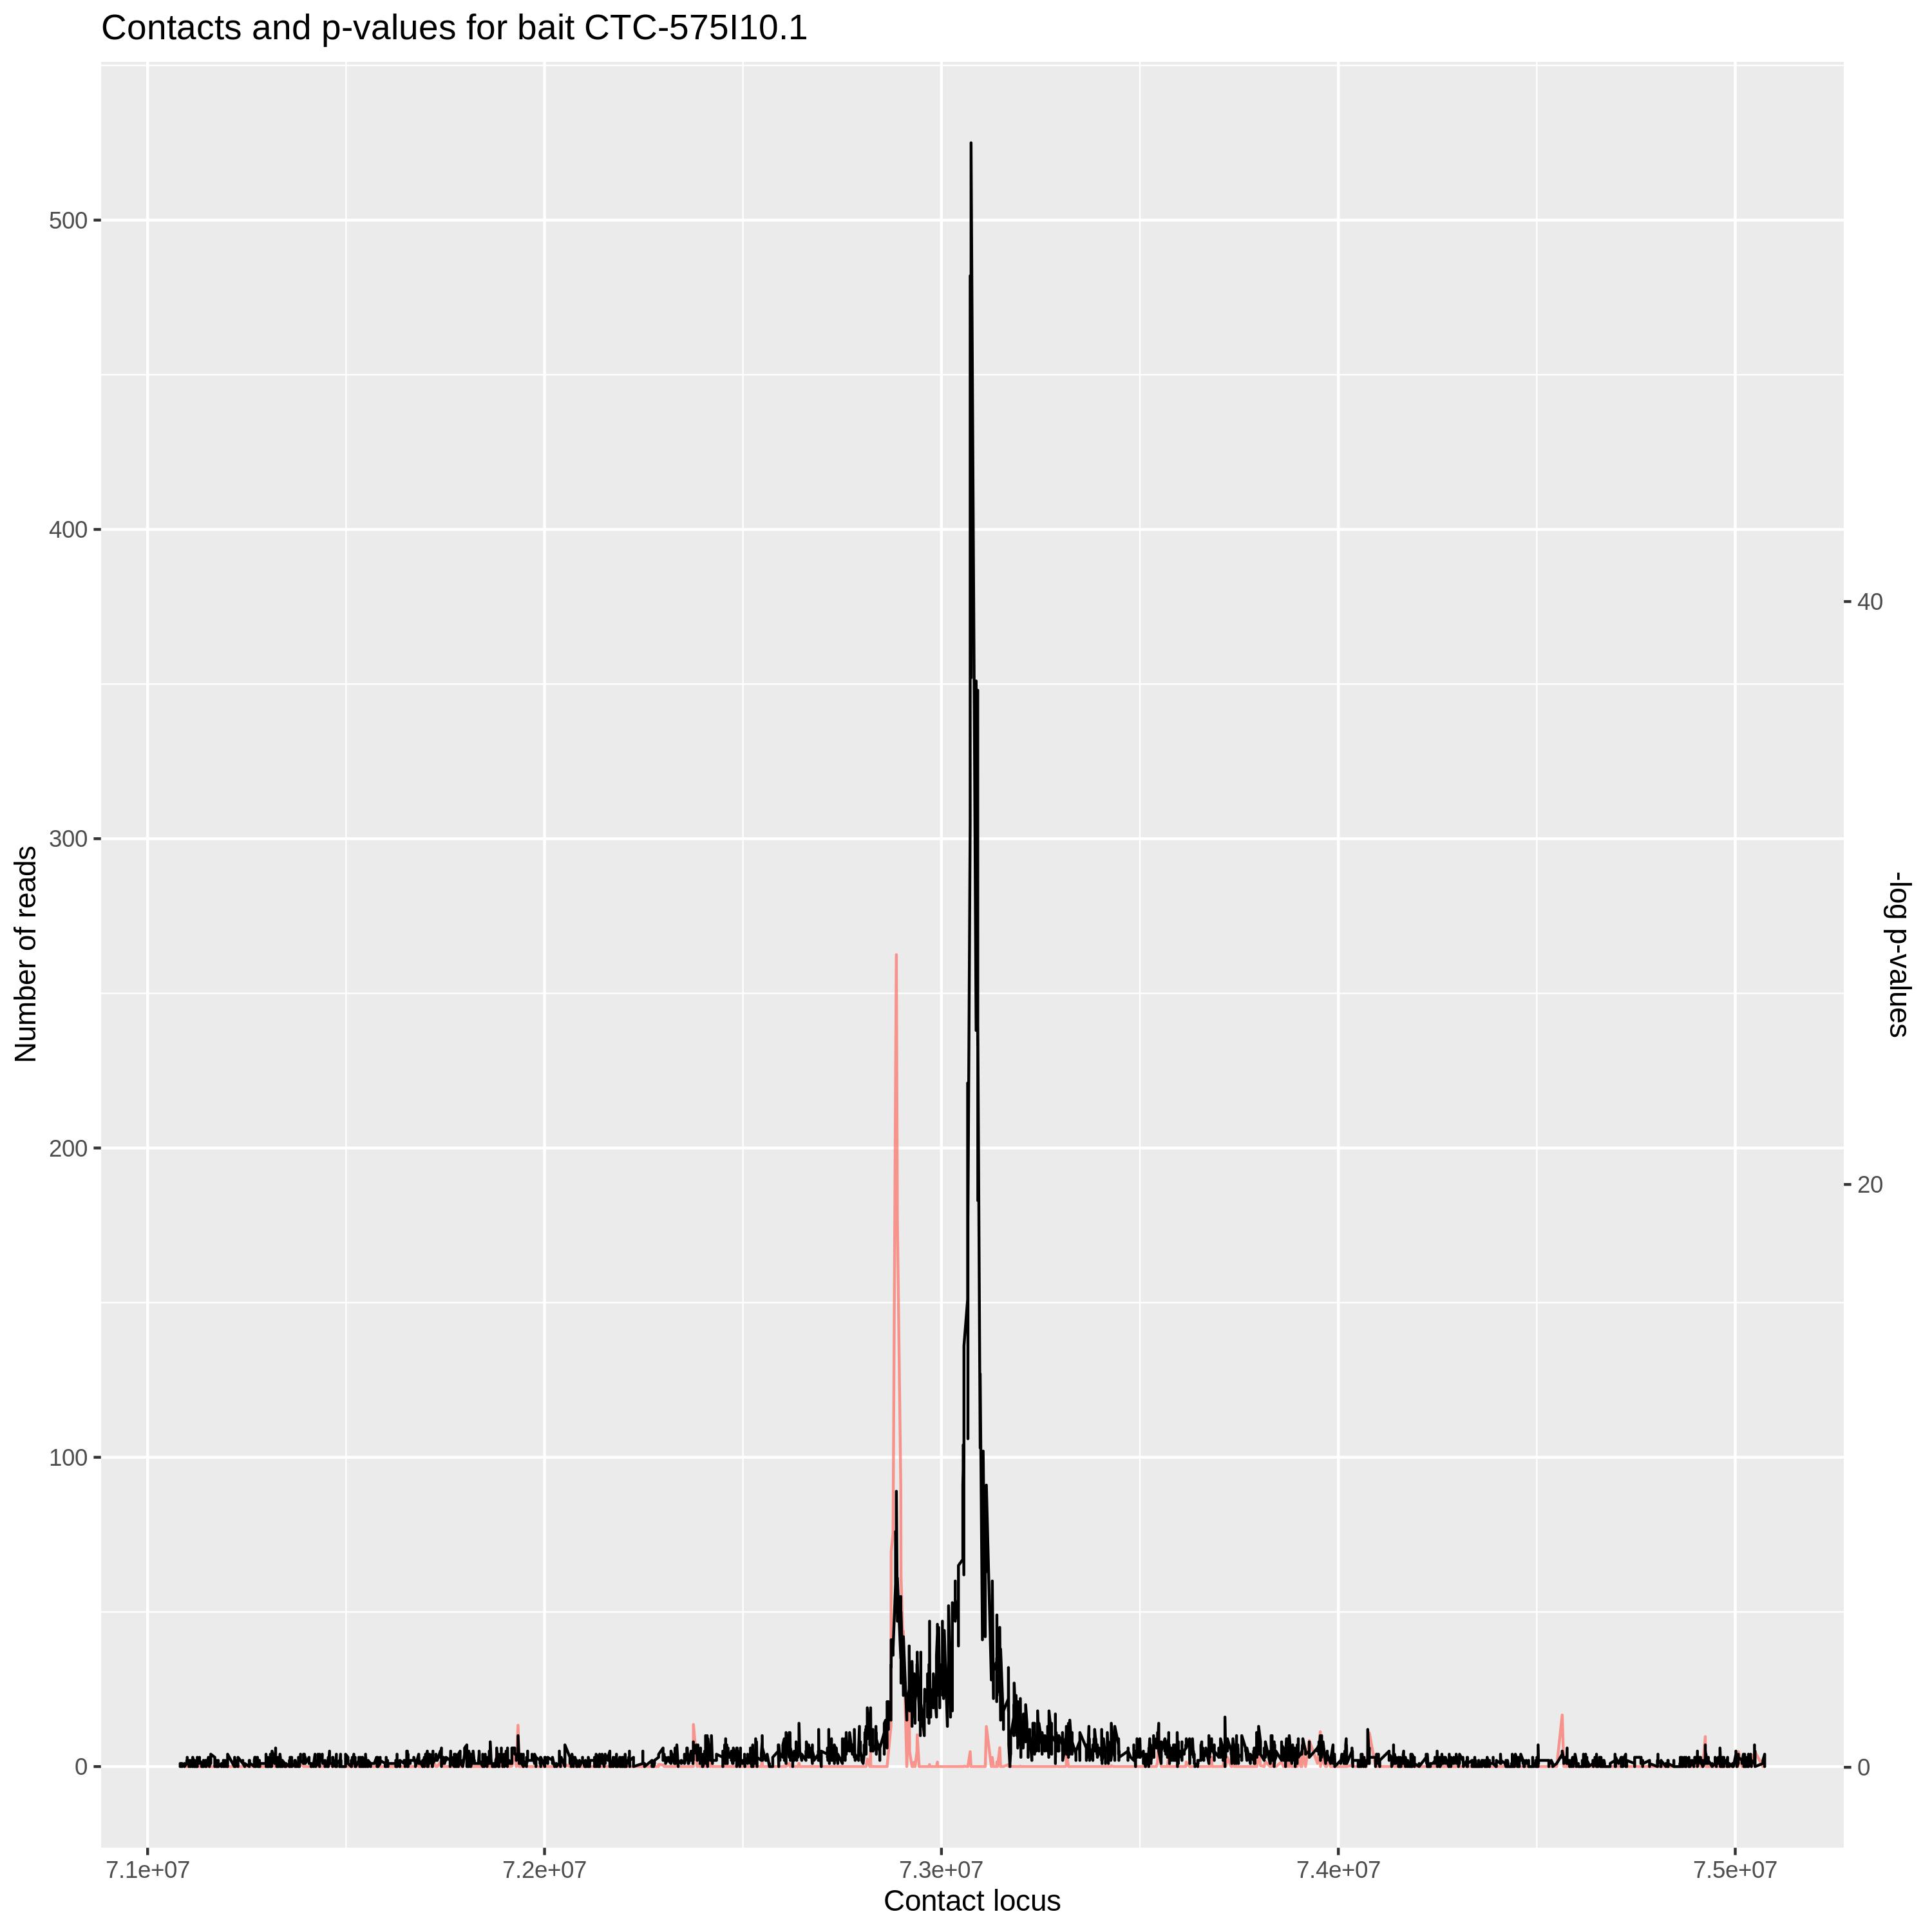 Contacts and p-values for bait CTC-575I10.1
500
400
300
200
100
0
Number of reads
40
20
0
-log p-values
7.1e+07
7.2e+07
7.3e+07
7.4e+07
7.5e+07
Contact locus